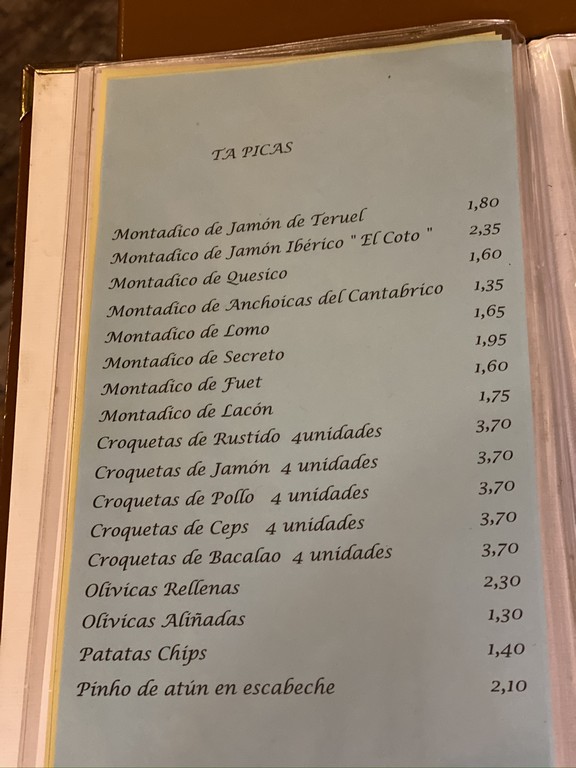 TA PICAS
Montadico de Jamón de Teruel 1,80
Montadico de Jamón Ibérico " El Coto " 2,35
Montadico de Quesico 1,60
Montadico de Anchoicas del Cantabrico 1,35
Montadico de Lomo 1,65
Montadico de Secreto 1,95
Montadico de Fuet 1,60
Montadico de Lacón 1,75
Croquetas de Rustido 4unidades 3,70
Croquetas de Jamón 4 unidades 3,70
Croquetas de Pollo 4 unidades 3,70
Croquetas de Ceps 4 unidades 3,70
Croquetas de Bacalao 4 unidades 3,70
Olivicas Rellenas 2,30
Olivicas Aliñadas 1,30
Patatas Chips 1,40
Pinho de atún en escabeche 2,10